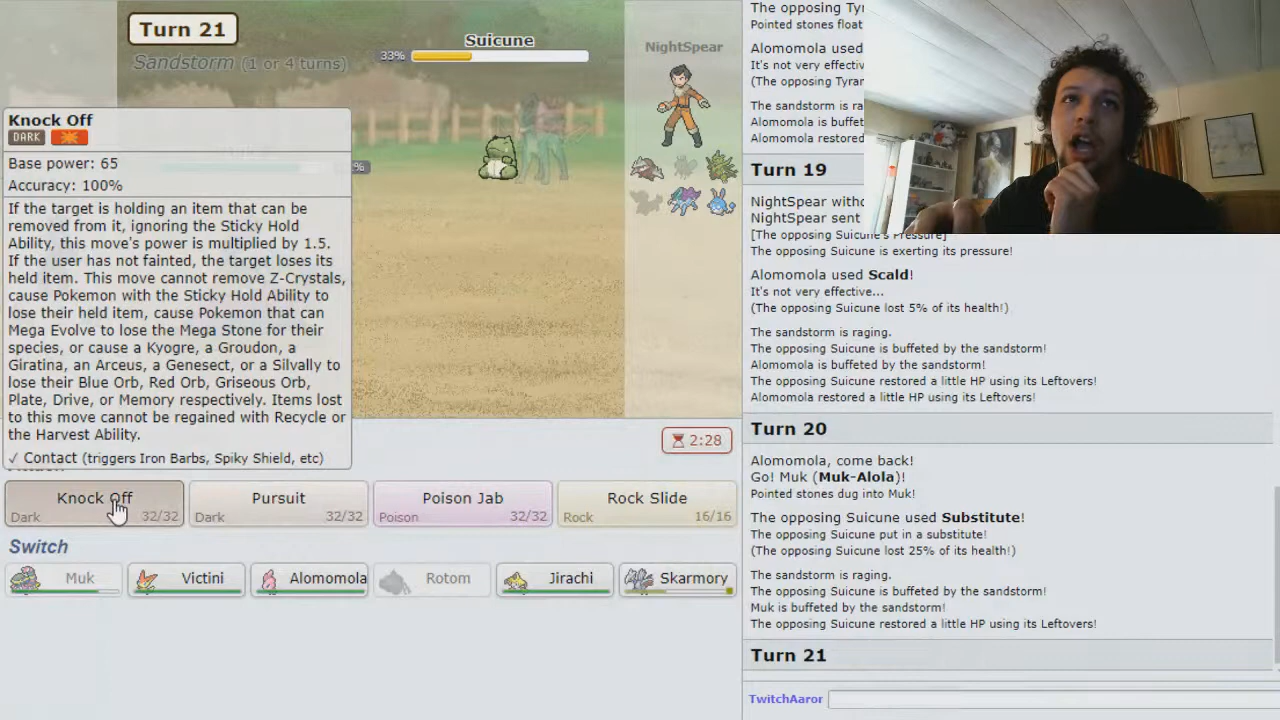 Turn 21
Sandstorm (1 or 4 turns)
Suicune
33%
NightSpear
Knock Off
DARK
Base power: 65
Accuracy: 100%
If the target is holding an item that can be
removed from it, ignoring the Sticky Hold
Ability, this move's power is multiplied by 1.5.
If the user has not fainted, the target loses its
held item. This move cannot remove Z-Crystals,
cause Pokemon with the Sticky Hold Ability to
lose their held item, cause Pokemon that can
Mega Evolve to lose the Mega Stone for their
species, or cause a Kyogre, a Groudon, a
Giratina, an Arceus, a Genesect, or a Silvally to
lose their Blue Orb, Red Orb, Griseous Orb,
Plate, Drive, or Memory respectively. Items lost
to this move cannot be regained with Recycle or
the Harvest Ability.
✓ Contact (triggers Iron Barbs, Spiky Shield, etc)
2:28
Knock Off
Dark 32/32
Pursuit
Dark 32/32
Poison Jab
Poison 32/32
Rock Slide
Rock 16/16
Switch
Muk
Victini
Alomomola
Rotom
Jirachi
Skarmory
The opposing Tyr
Pointed stones float
Alomomola used
It's not very effectiv
(The opposing Tyran
The sandstorm is ra
Alomomola is buffet
Alomomola restored
Turn 19
NightSpear withd
NightSpear sent
[The opposing Suicune's Pressure]
The opposing Suicune is exerting its pressure!
Alomomola used Scald!
It's not very effective...
(The opposing Suicune lost 5% of its health!)
The sandstorm is raging.
The opposing Suicune is buffeted by the sandstorm!
Alomomola is buffeted by the sandstorm!
The opposing Suicune restored a little HP using its Leftovers!
Alomomola restored a little HP using its Leftovers!
Turn 20
Alomomola, come back!
Go! Muk (Muk-Alola)!
Pointed stones dug into Muk!
The opposing Suicune used Substitute!
The opposing Suicune put in a substitute!
(The opposing Suicune lost 25% of its health!)
The sandstorm is raging.
The opposing Suicune is buffeted by the sandstorm!
Muk is buffeted by the sandstorm!
The opposing Suicune restored a little HP using its Leftovers!
Turn 21
TwitchAaror